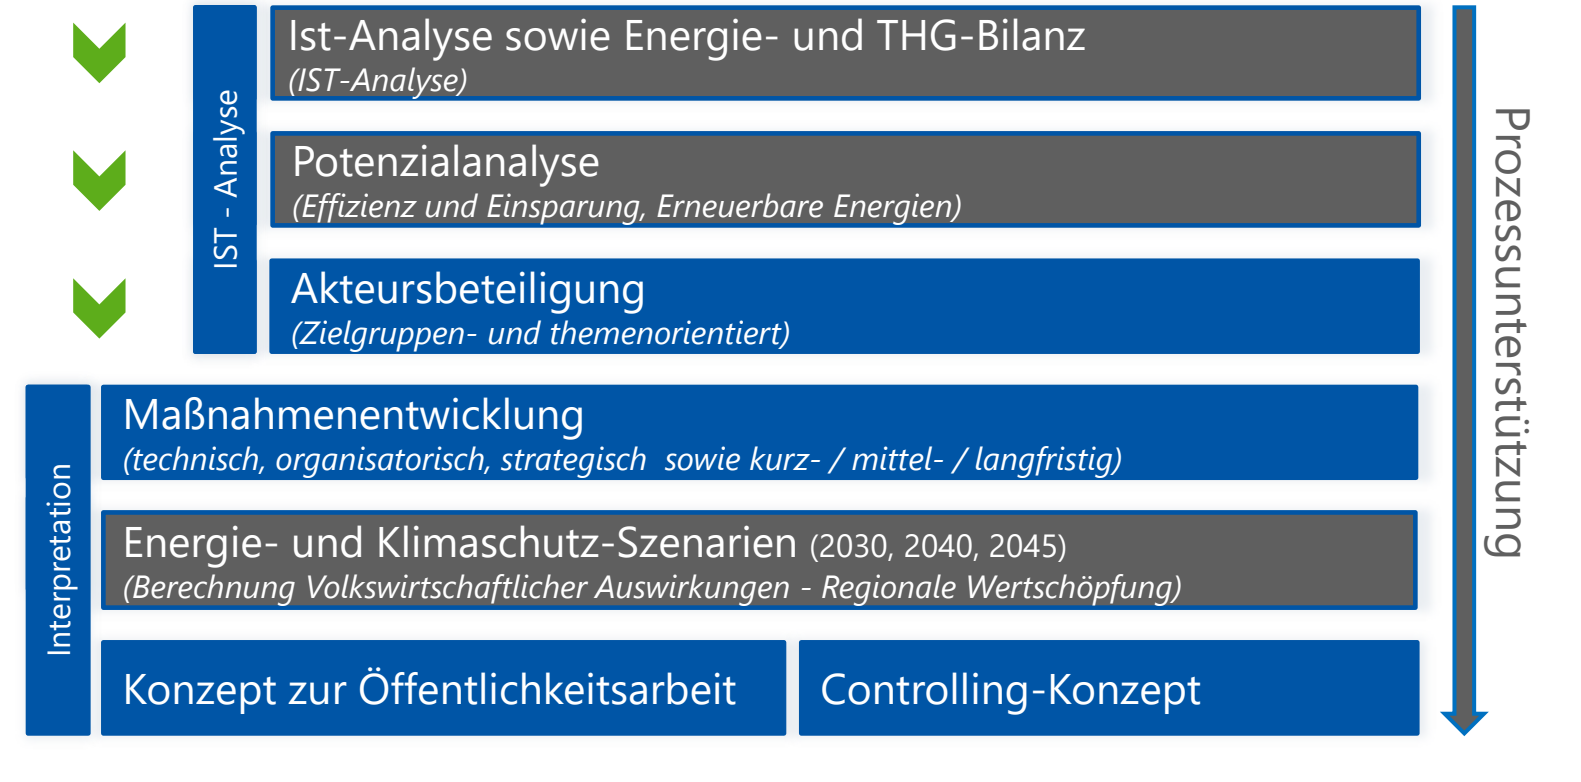 IST - Analyse
Ist-Analyse sowie Energie- und THG-Bilanz
(IST-Analyse)
Potenzialanalyse
(Effizienz und Einsparung, Erneuerbare Energien)
Akteursbeteiligung
(Zielgruppen- und themenorientiert)
Interpretation
Maßnahmenentwicklung
(technisch, organisatorisch, strategisch sowie kurz- / mittel- / langfristig)
Energie- und Klimaschutz-Szenarien (2030, 2040, 2045)
(Berechnung Volkswirtschaftlicher Auswirkungen - Regionale Wertschöpfung)
Konzept zur Öffentlichkeitsarbeit
Controlling-Konzept
Prozessunterstützung